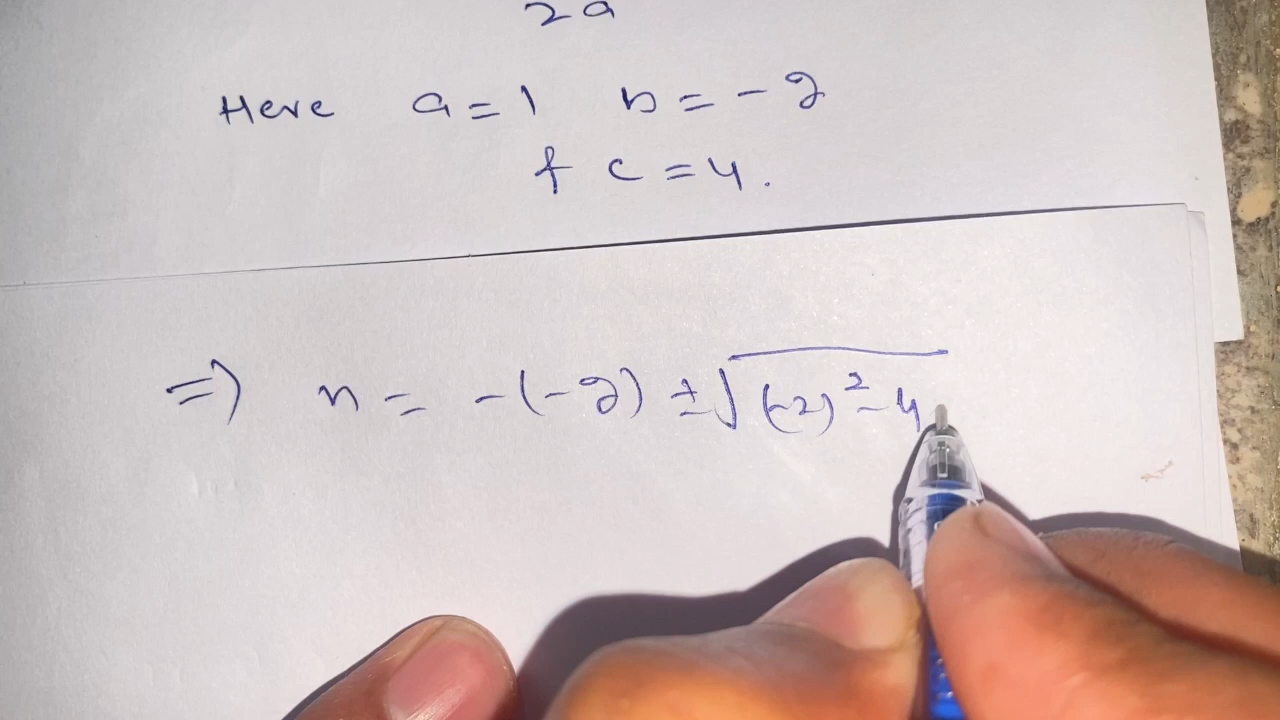 2a
Here a = 1 b = -2
& c = 4.
=> x = -(-2) ± √(-2)² - 4